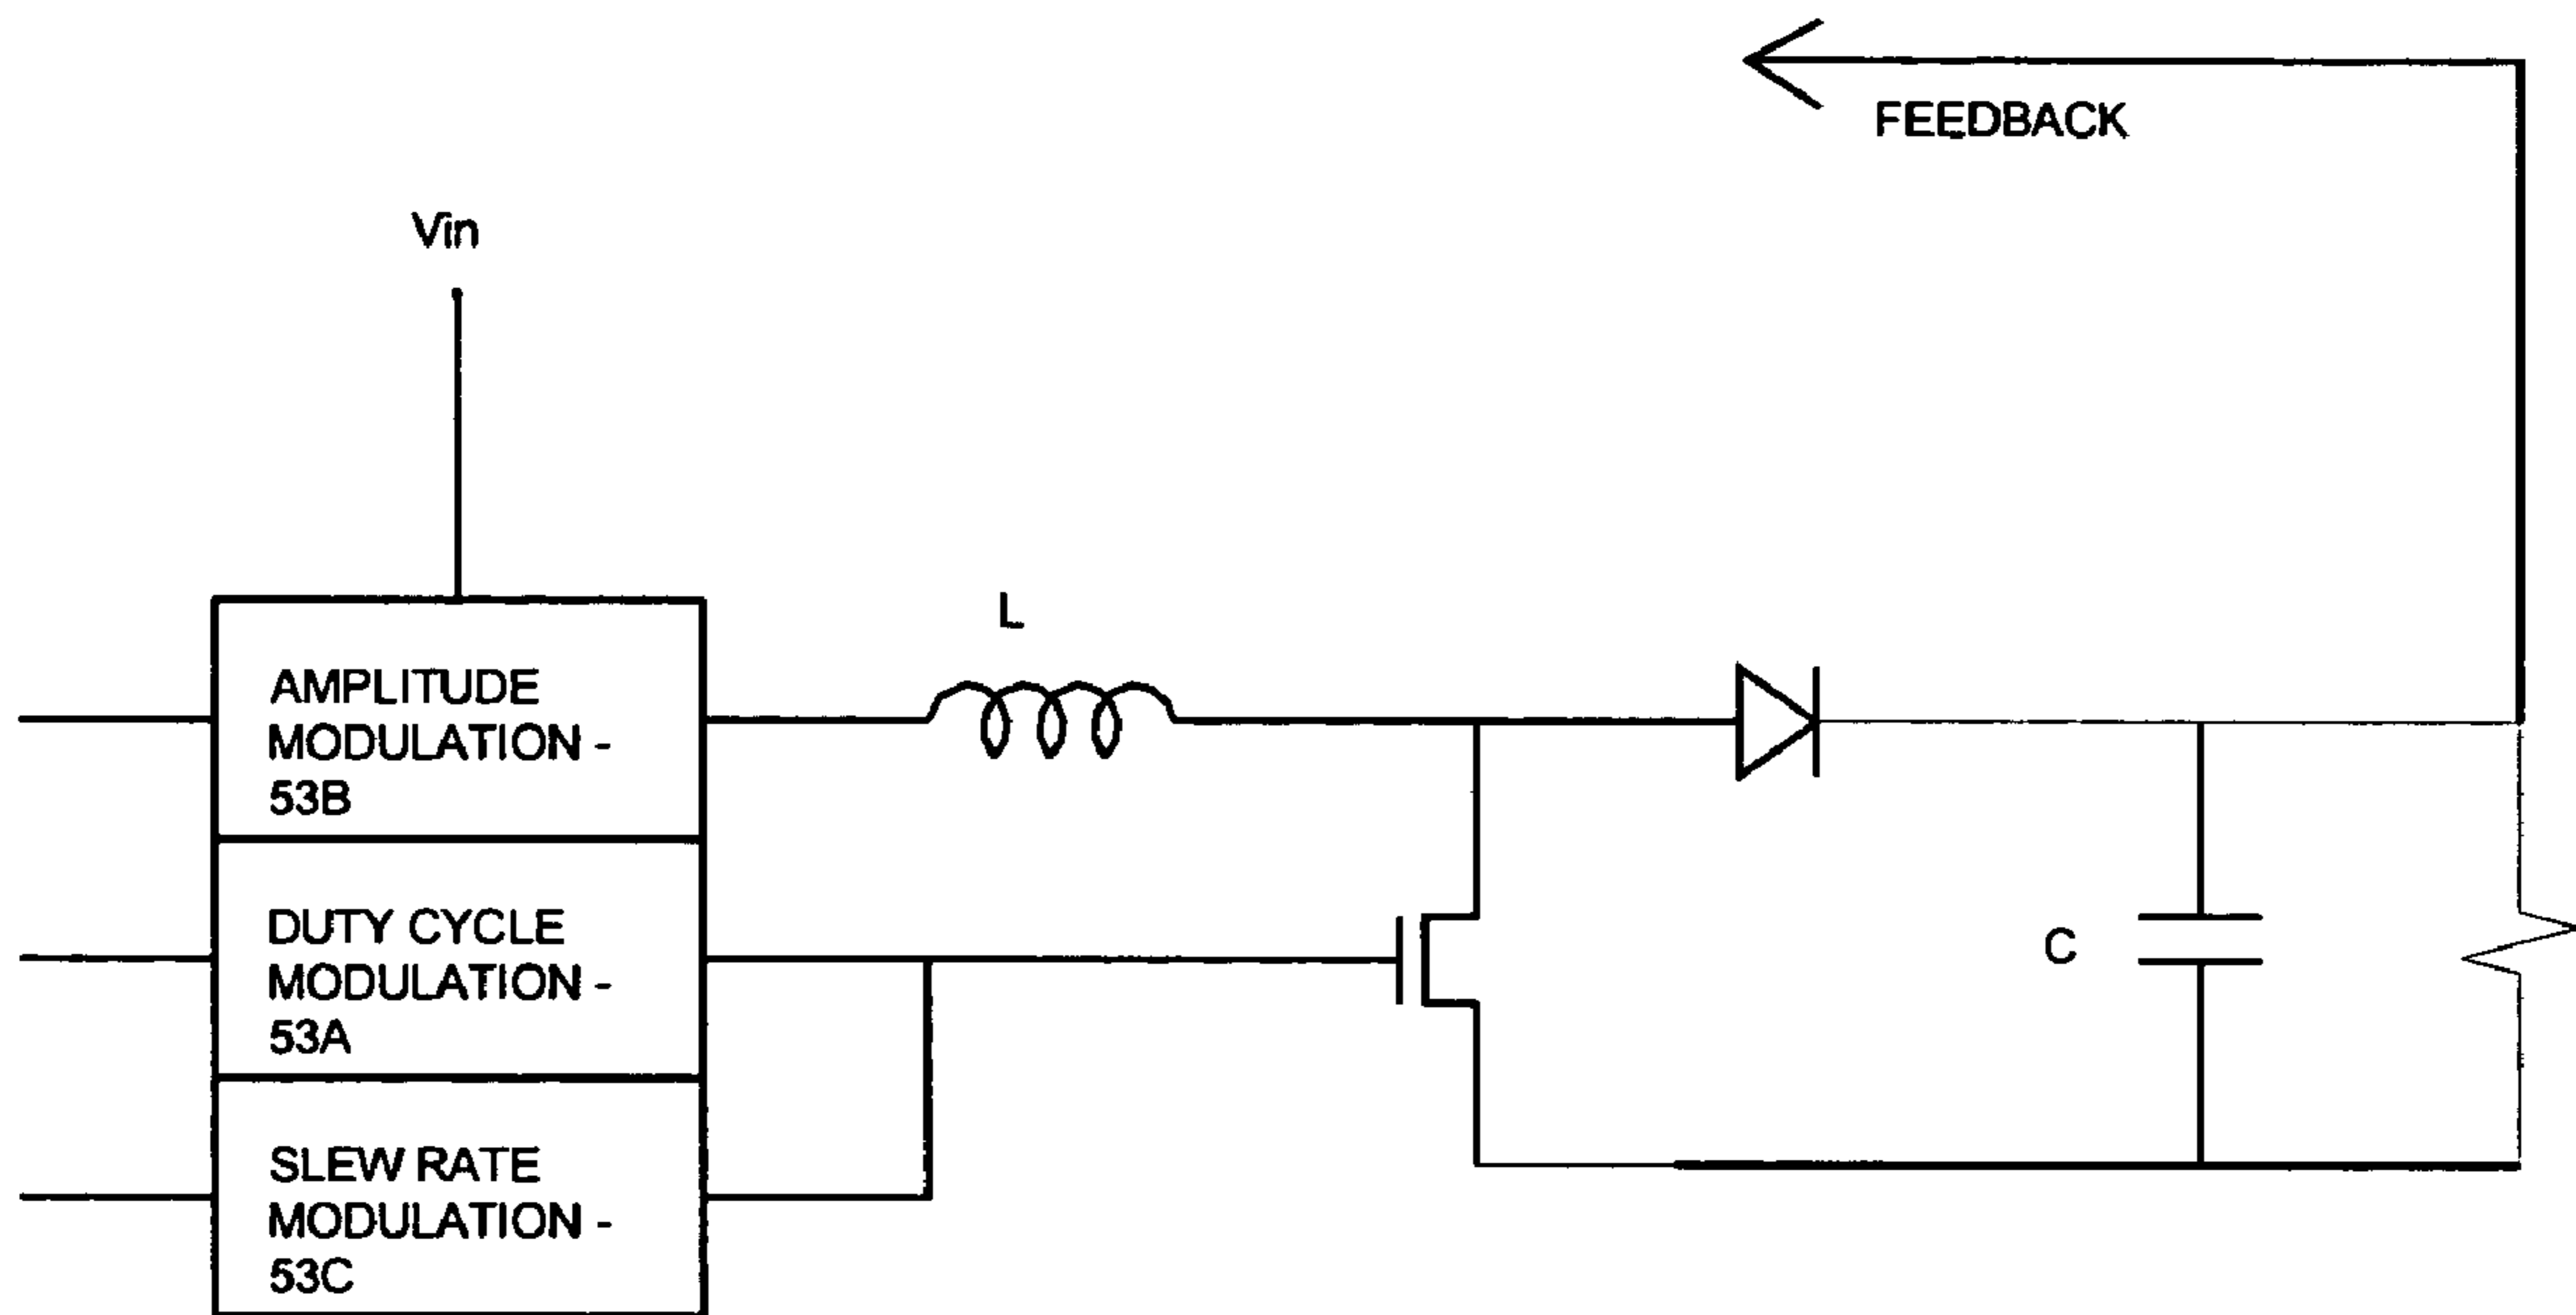 FEEDBACK
Vin
L
AMPLITUDE
MODULATION -
53B
DUTY CYCLE
MODULATION -
53A
C
SLEW RATE
MODULATION -
53C